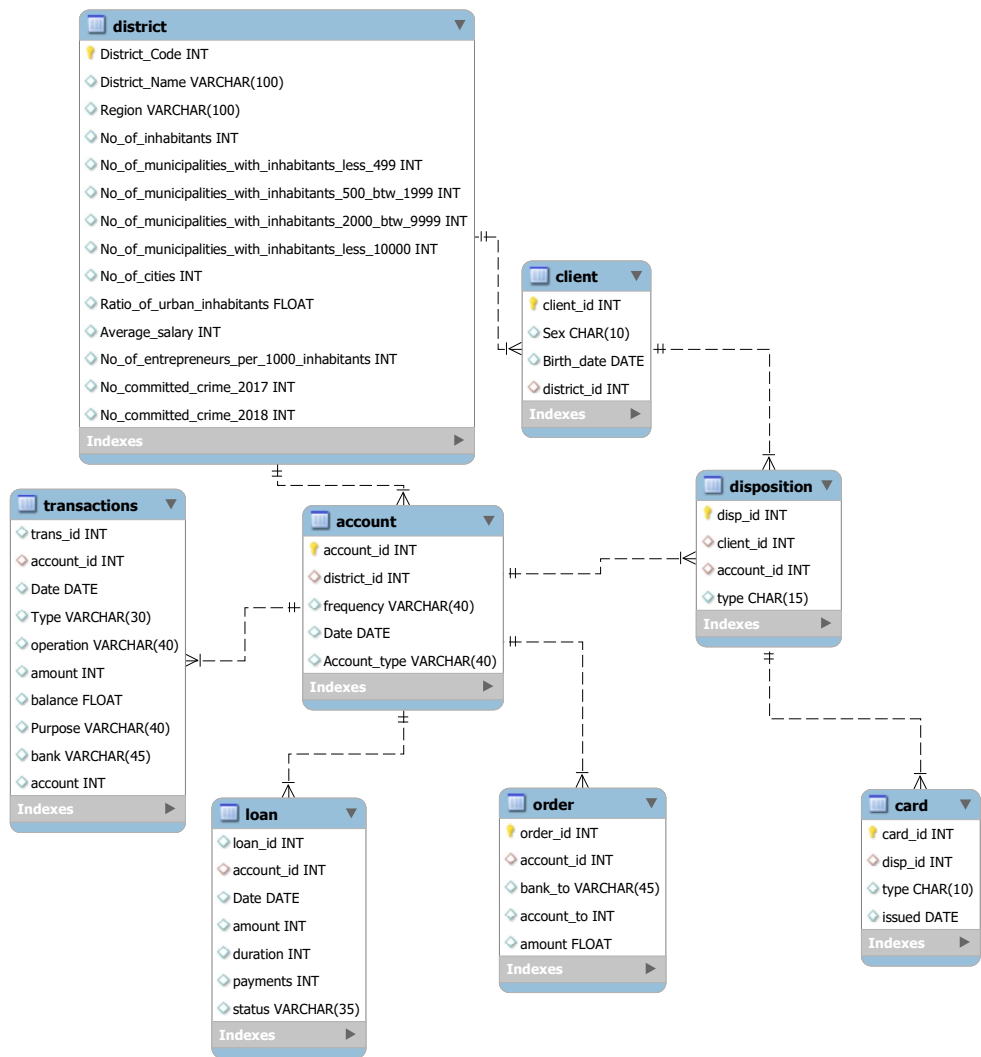 district
District_Code INT
District_Name VARCHAR(100)
Region VARCHAR(100)
No_of_inhabitants INT
No_of_municipalities_with_inhabitants_less_499 INT
No_of_municipalities_with_inhabitants_500_btw_1999 INT
No_of_municipalities_with_inhabitants_2000_btw_9999 INT
No_of_municipalities_with_inhabitants_less_10000 INT
No_of_cities INT
Ratio_of_urban_inhabitants FLOAT
Average_salary INT
No_of_entrepreneurs_per_1000_inhabitants INT
No_committed_crime_2017 INT
No_committed_crime_2018 INT
Indexes
client
client_id INT
Sex CHAR(10)
Birth_date DATE
district_id INT
Indexes
transactions
trans_id INT
account_id INT
Date DATE
Type VARCHAR(30)
operation VARCHAR(40)
amount INT
balance FLOAT
Purpose VARCHAR(40)
bank VARCHAR(45)
account INT
Indexes
account
account_id INT
district_id INT
frequency VARCHAR(40)
Date DATE
Account_type VARCHAR(40)
Indexes
disposition
disp_id INT
client_id INT
account_id INT
type CHAR(15)
Indexes
loan
loan_id INT
account_id INT
Date DATE
amount INT
duration INT
payments INT
status VARCHAR(35)
Indexes
order
order_id INT
account_id INT
bank_to VARCHAR(45)
account_to INT
amount FLOAT
Indexes
card
card_id INT
disp_id INT
type CHAR(10)
issued DATE
Indexes